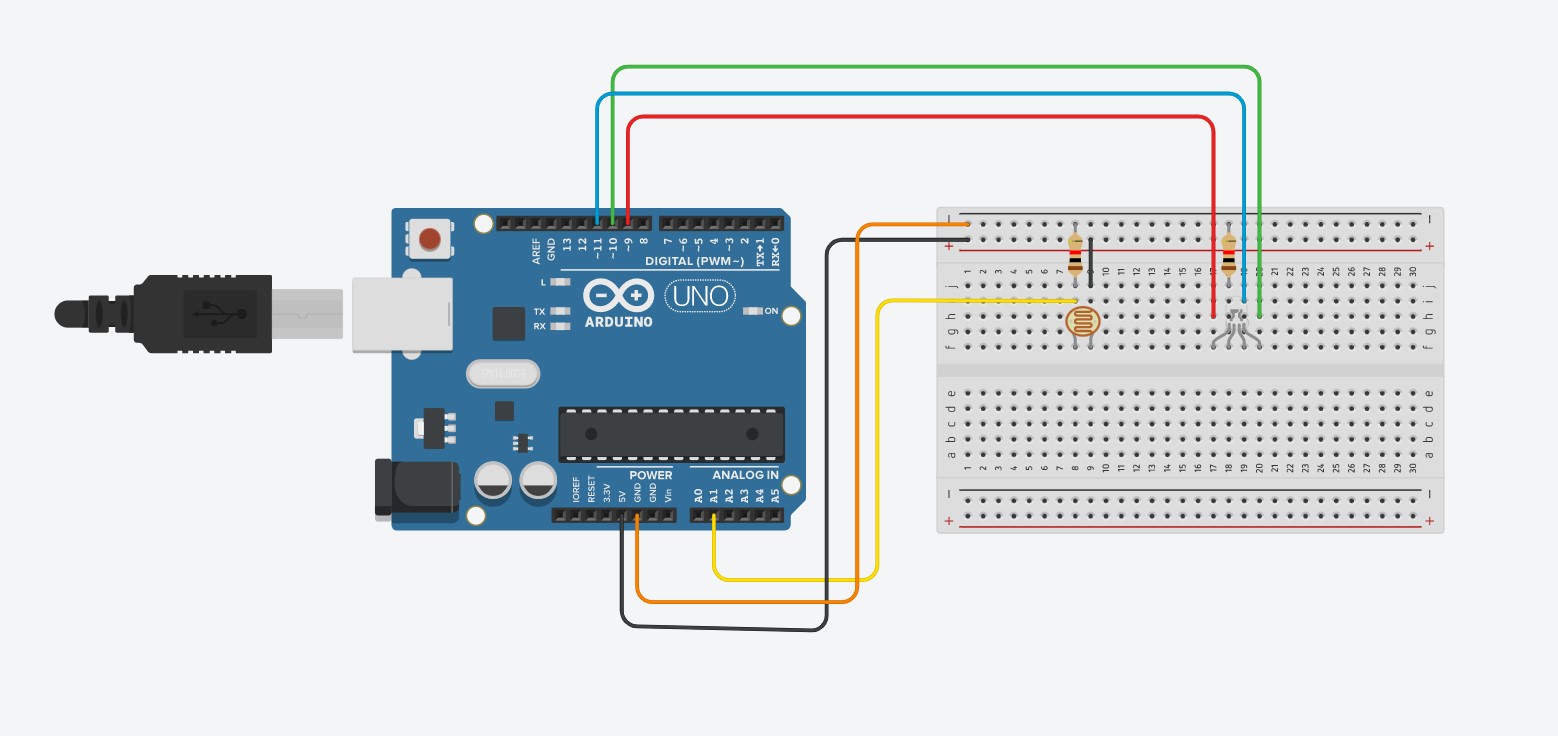 AREF
GND
13
12
~11
~10
~9
8
7
~6
~5
4
~3
2
TX→1
RX←0
DIGITAL (PWM~)
L
TX
RX
ARDUINO
UNO
ON
POWER
ANALOG IN
IOREF
RESET
3.3V
5V
GND
GND
Vin
A0
A1
A2
A3
A4
A5
− −
+ +
1 2 3 4 5 6 7 8 9 10 11 12 13 14 15 16 17 18 19 20 21 22 23 24 25 26 27 28 29 30
j j
i i
h h
g g
f f
e e
d d
c c
b b
a a
1 2 3 4 5 6 7 8 9 10 11 12 13 14 15 16 17 18 19 20 21 22 23 24 25 26 27 28 29 30
− −
+ +